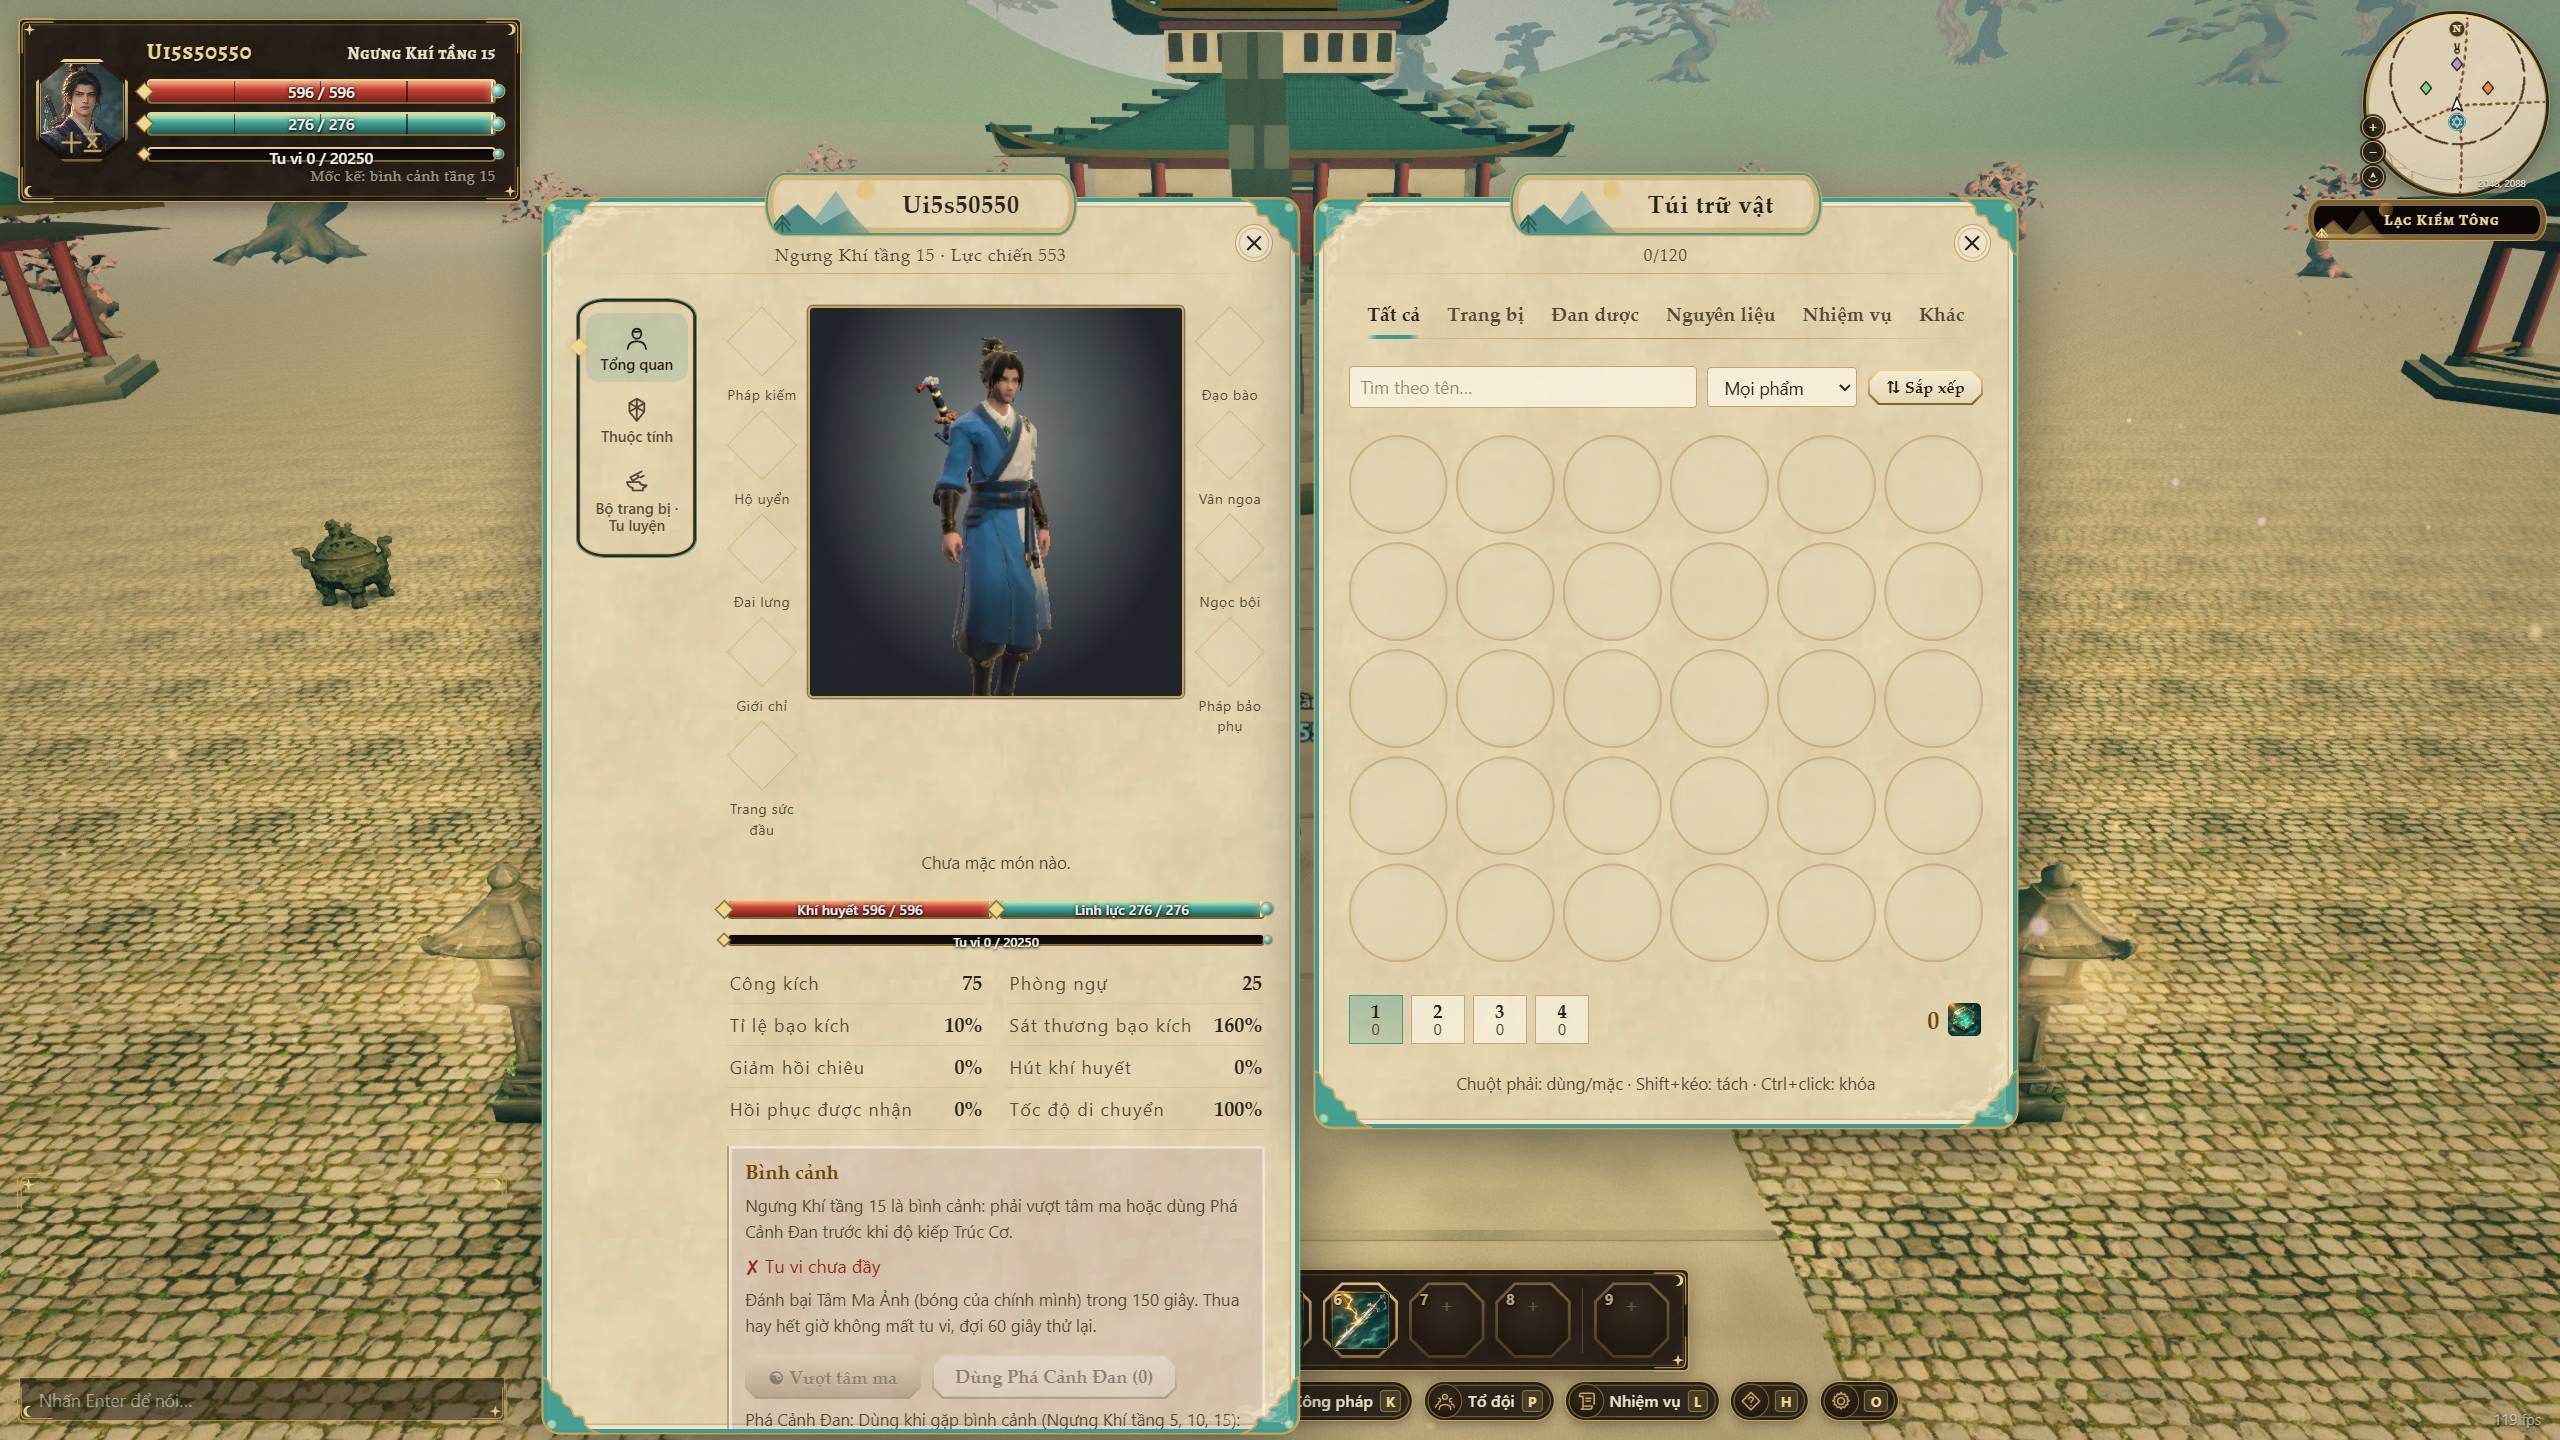 Ui5s50550
Ngưng Khí tầng 15
596 / 596
276 / 276
Tu vi 0 / 20250
Mốc kế: bình cảnh tầng 15
N
2048, 2088
Lạc Kiếm Tông
Ui5s50550
Ngưng Khí tầng 15 · Lực chiến 553
Tổng quan
Thuộc tính
Bộ trang bị ·
Tu luyện
Pháp kiếm
Hộ uyển
Đai lưng
Giới chỉ
Trang sức
đầu
Đạo bào
Vân ngoa
Ngọc bội
Pháp bảo
phụ
Chưa mặc món nào.
Khí huyết 596 / 596
Linh lực 276 / 276
Tu vi 0 / 20250
Công kích 75
Phòng ngự 25
Tỉ lệ bạo kích 10%
Sát thương bạo kích 160%
Giảm hồi chiêu 0%
Hút khí huyết 0%
Hồi phục được nhận 0%
Tốc độ di chuyển 100%
Bình cảnh
Ngưng Khí tầng 15 là bình cảnh: phải vượt tâm ma hoặc dùng Phá
Cảnh Đan trước khi độ kiếp Trúc Cơ.
✗ Tu vi chưa đầy
Đánh bại Tâm Ma Ảnh (bóng của chính mình) trong 150 giây. Thua
hay hết giờ không mất tu vi, đợi 60 giây thử lại.
Vượt tâm ma
Dùng Phá Cảnh Đan (0)
Phá Cảnh Đan: Dùng khi gặp bình cảnh (Ngưng Khí tầng 5, 10, 15):
Túi trữ vật
0/120
Tất cả
Trang bị
Đan dược
Nguyên liệu
Nhiệm vụ
Khác
Tìm theo tên...
Mọi phẩm
⇅ Sắp xếp
1
0
2
0
3
0
4
0
0
Chuột phải: dùng/mặc · Shift+kéo: tách · Ctrl+click: khóa
6
7
8
9
pháp K
Tổ đội P
Nhiệm vụ L
H
O
Nhấn Enter để nói...
119 fps